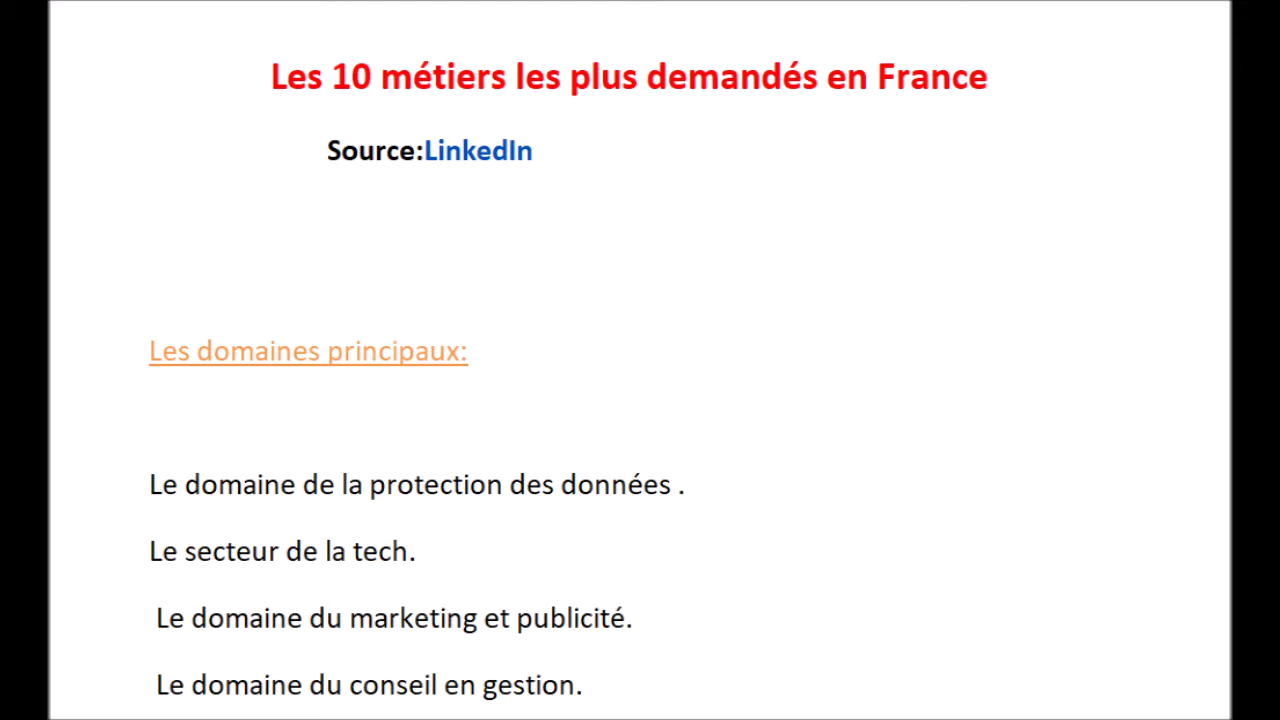 Les 10 métiers les plus demandés en France
Source:LinkedIn
Les domaines principaux:
Le domaine de la protection des données .
Le secteur de la tech.
Le domaine du marketing et publicité.
Le domaine du conseil en gestion.